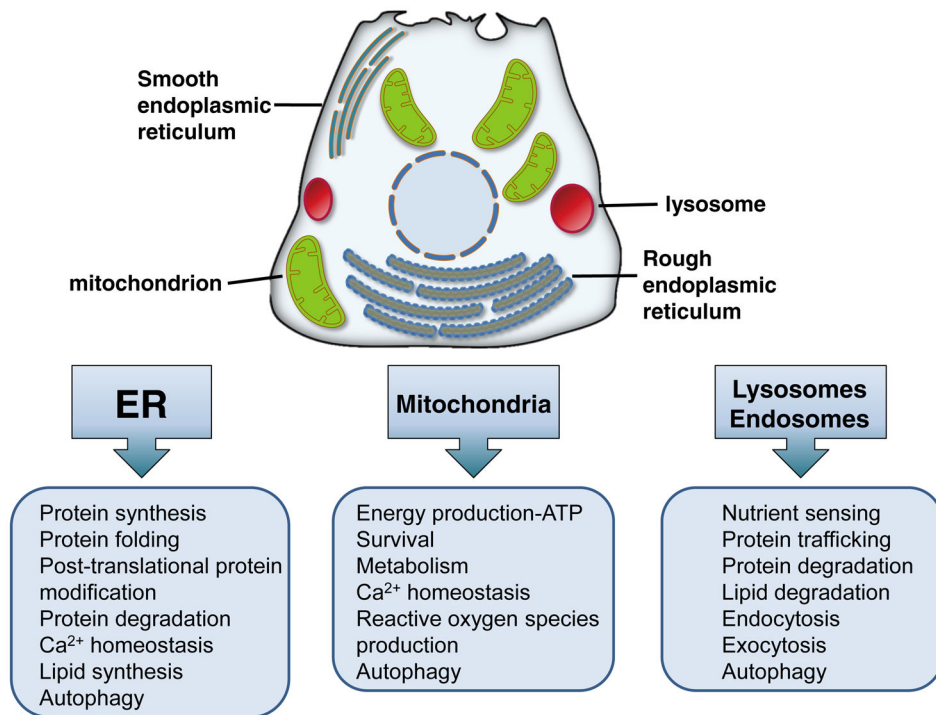 Smooth
endoplasmic
reticulum
lysosome
mitochondrion
Rough
endoplasmic
reticulum
ER
Mitochondria
Lysosomes
Endosomes
Protein synthesis
Protein folding
Post-translational protein
modification
Protein degradation
Ca²⁺ homeostasis
Lipid synthesis
Autophagy
Energy production-ATP
Survival
Metabolism
Ca²⁺ homeostasis
Reactive oxygen species
production
Autophagy
Nutrient sensing
Protein trafficking
Protein degradation
Lipid degradation
Endocytosis
Exocytosis
Autophagy